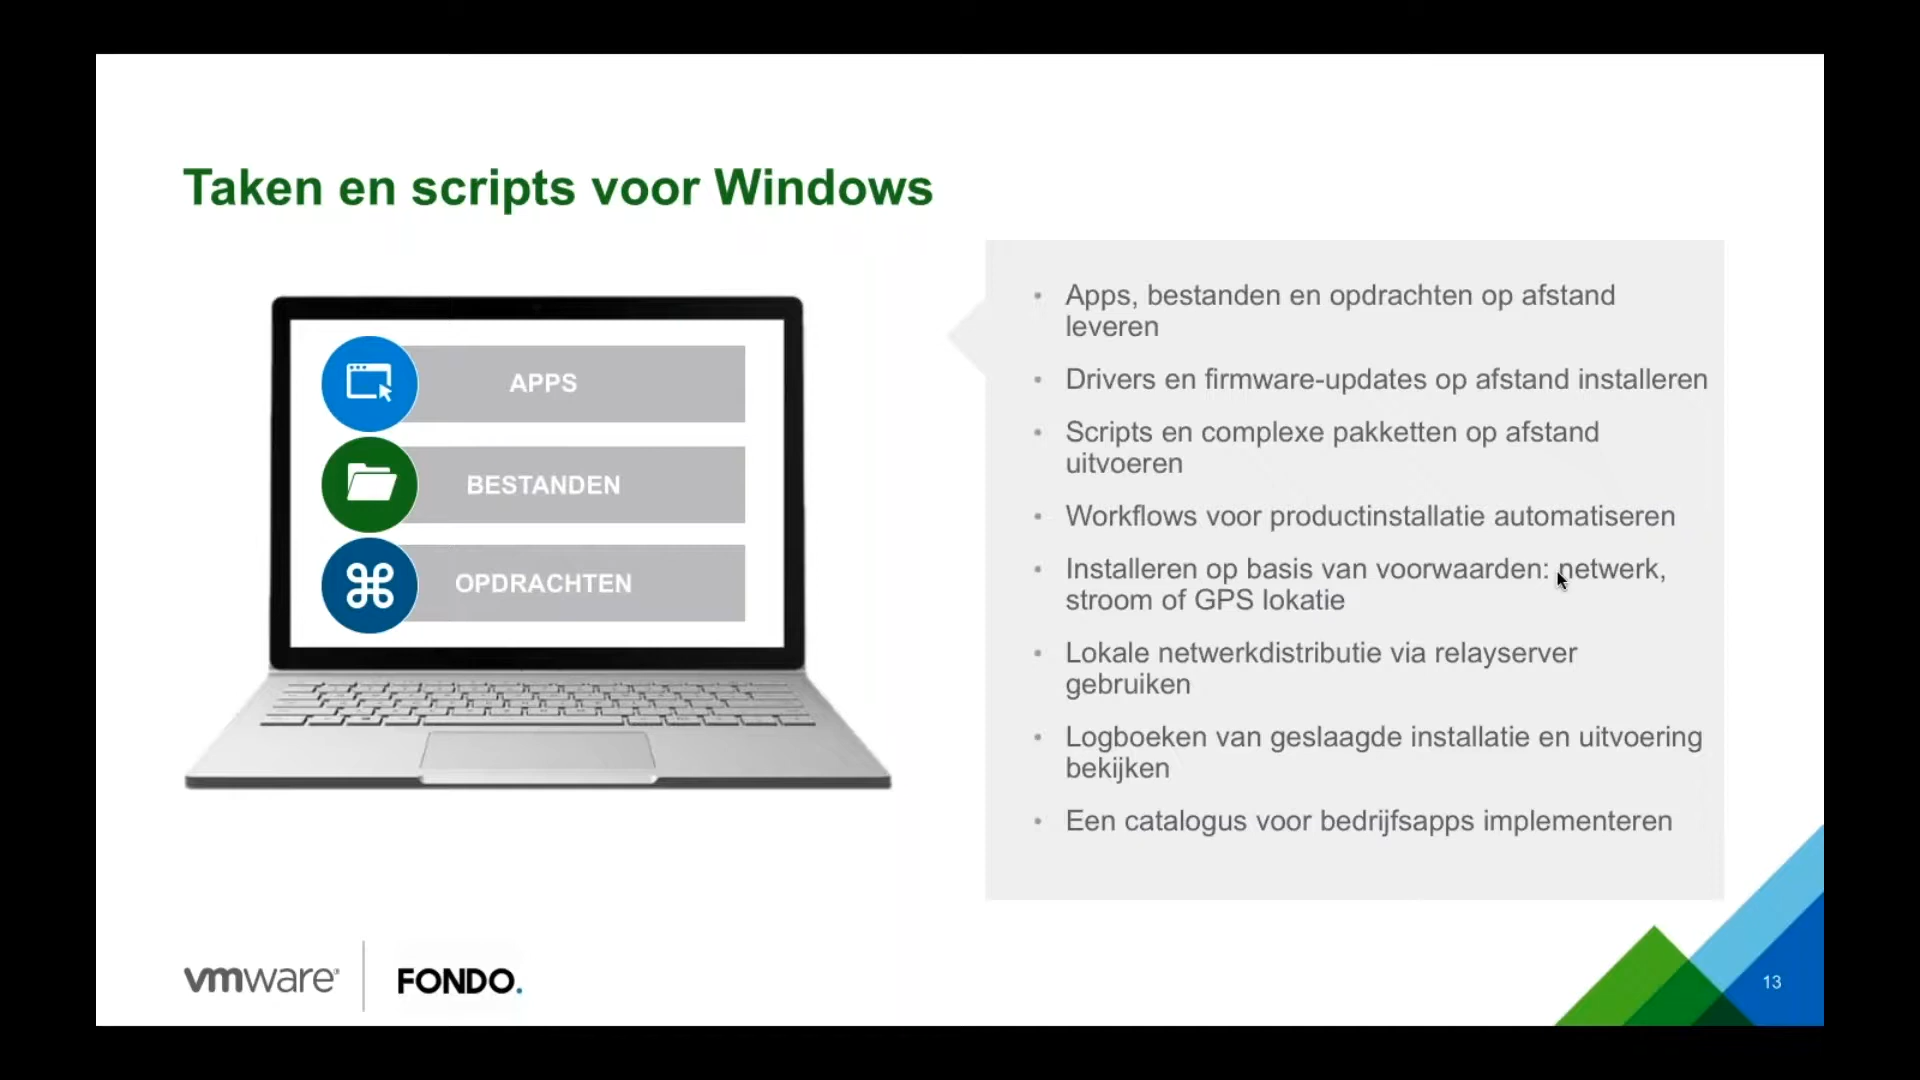 Taken en scripts voor Windows
APPS
BESTANDEN
OPDRACHTEN
• Apps, bestanden en opdrachten op afstand
leveren
• Drivers en firmware-updates op afstand installeren
• Scripts en complexe pakketten op afstand
uitvoeren
• Workflows voor productinstallatie automatiseren
• Installeren op basis van voorwaarden: netwerk,
stroom of GPS lokatie
• Lokale netwerkdistributie via relayserver
gebruiken
• Logboeken van geslaagde installatie en uitvoering
bekijken
• Een catalogus voor bedrijfsapps implementeren
vmware®
FONDO.
13